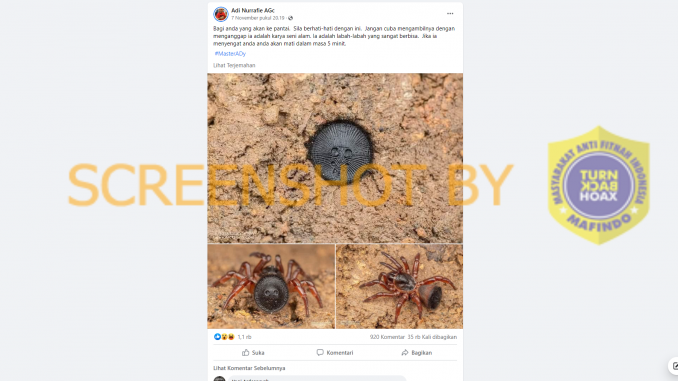 Adi Nurrafie AGc
7 November pukul 20.19 ·
Bagi anda yang akan ke pantai. Sila berhati-hati dengan ini. Jangan cuba mengambilnya dengan
menganggap ia adalah karya seni alam. Ia adalah labah-labah yang sangat berbisa. Jika ia
menyengat anda anda akan mati dalam masa 5 minit.
#MasterADy
Lihat Terjemahan
SCREENSHOT BY
MASYARAKAT ANTI FITNAH INDONESIA
TURN
BACK
HOAX
MAFINDO
1,1 rb
920 Komentar 35 rb Kali dibagikan
Suka
Komentari
Bagikan
Lihat Komentar Sebelumnya